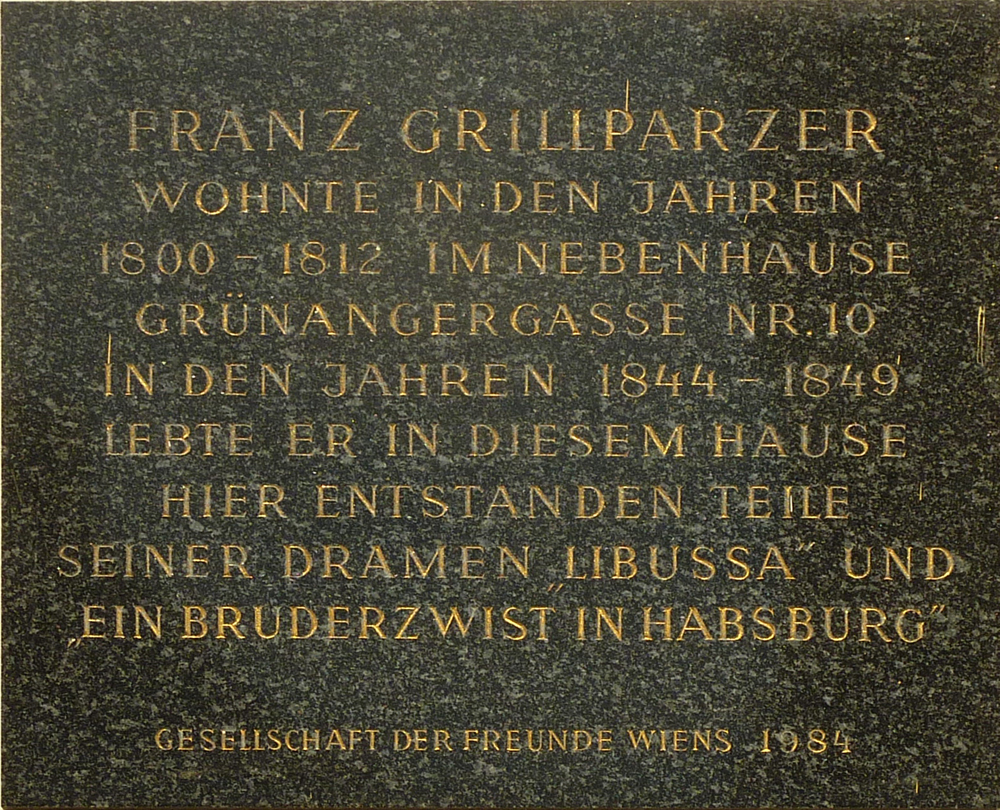 FRANZ GRILLPARZER
WOHNTE IN DEN JAHREN
1800 - 1812 IM NEBENHAUSE
GRÜNANGERGASSE NR.10
IN DEN JAHREN 1844 - 1849
LEBTE ER IN DIESEM HAUSE
HIER ENTSTANDEN TEILE
SEINER DRAMEN „LIBUSSA" UND
„EIN BRUDERZWIST IN HABSBURG"
GESELLSCHAFT DER FREUNDE WIENS 1984